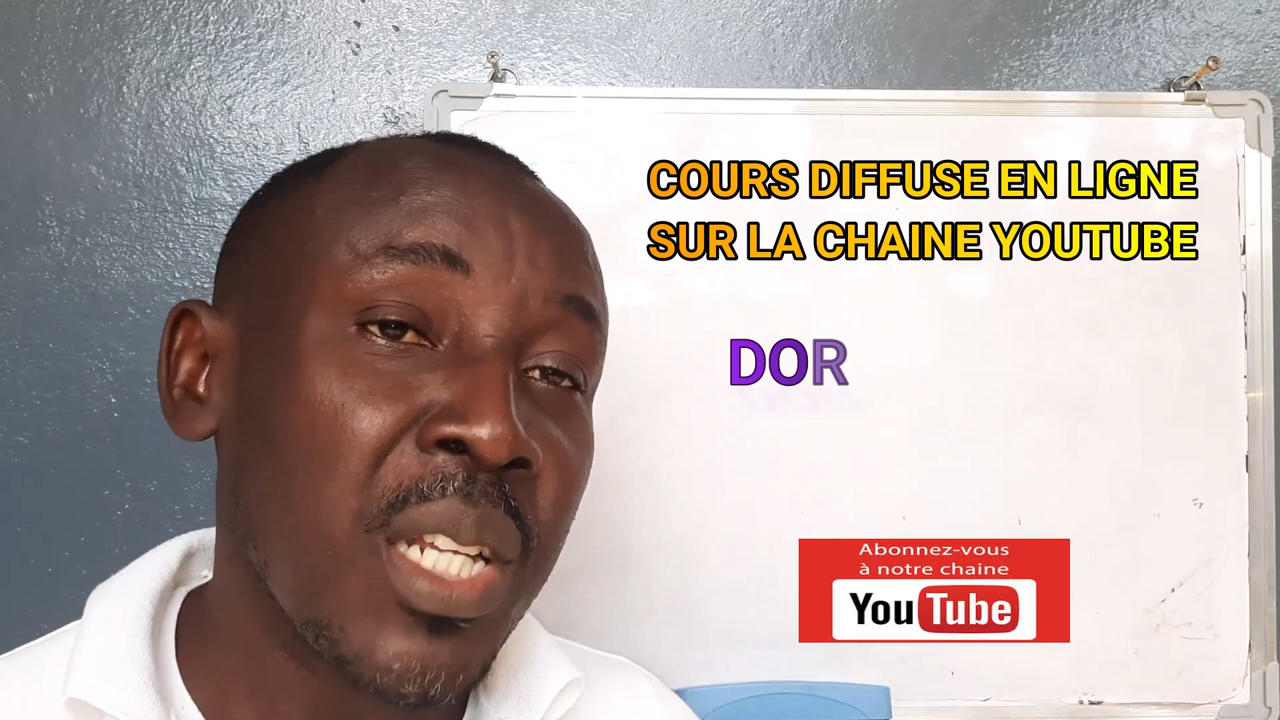 COURS DIFFUSE EN LIGNE
SUR LA CHAINE YOUTUBE
DOR
Abonnez-vous
à notre chaine
YouTube